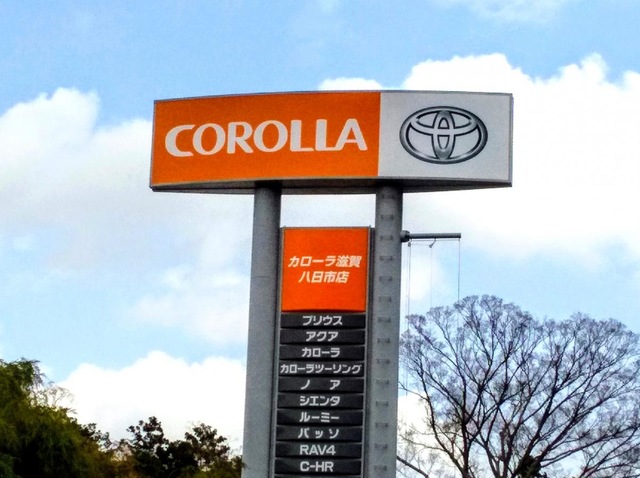 COROLLA
カローラ滋賀
八日市店
プリウス
アクア
カローラ
カローラツーリング
ノア
シエンタ
ルーミー
パッソ
RAV4
C-HR